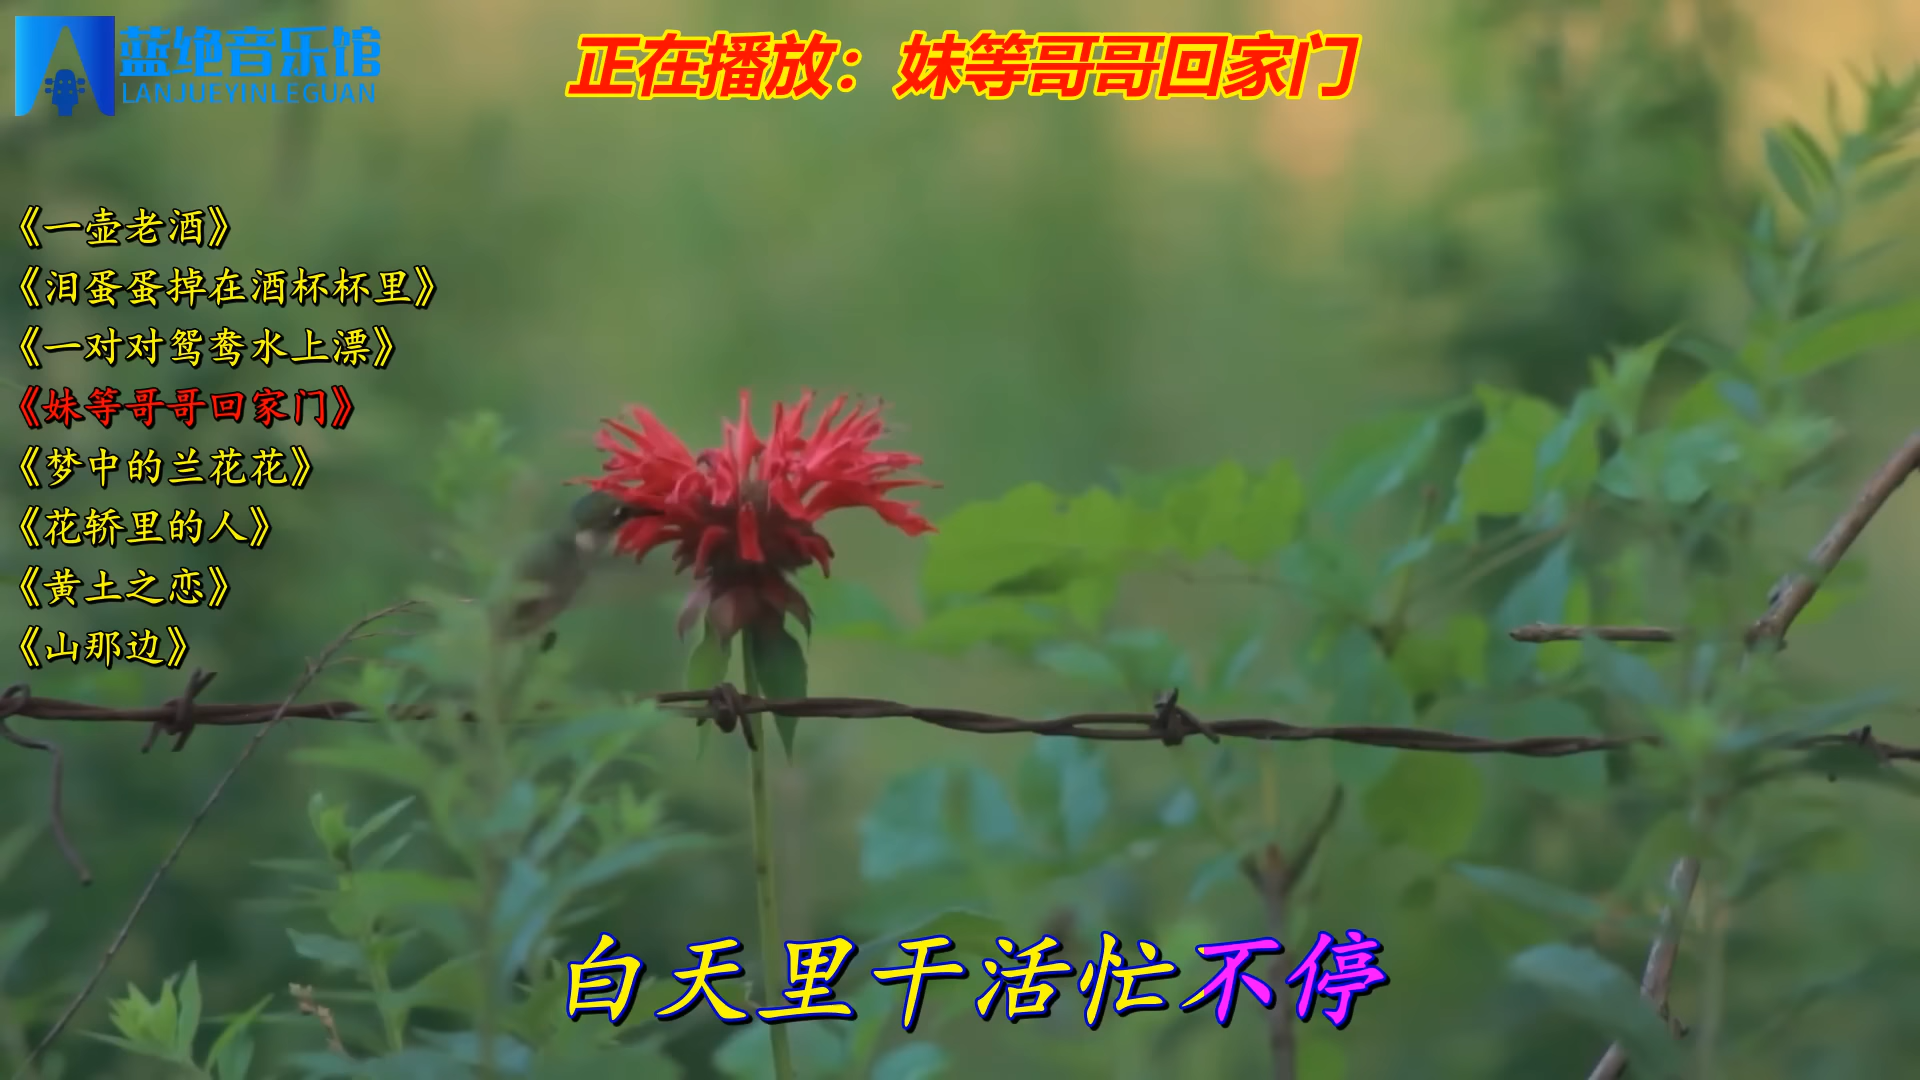 蓝绝音乐馆
LANJUEYINLEGUAN
正在播放：妹等哥哥回家门
《一壶老酒》
《泪蛋蛋掉在酒杯杯里》
《一对对鸳鸯水上漂》
《妹等哥哥回家门》
《梦中的兰花花》
《花轿里的人》
《黄土之恋》
《山那边》
白天里干活忙不停